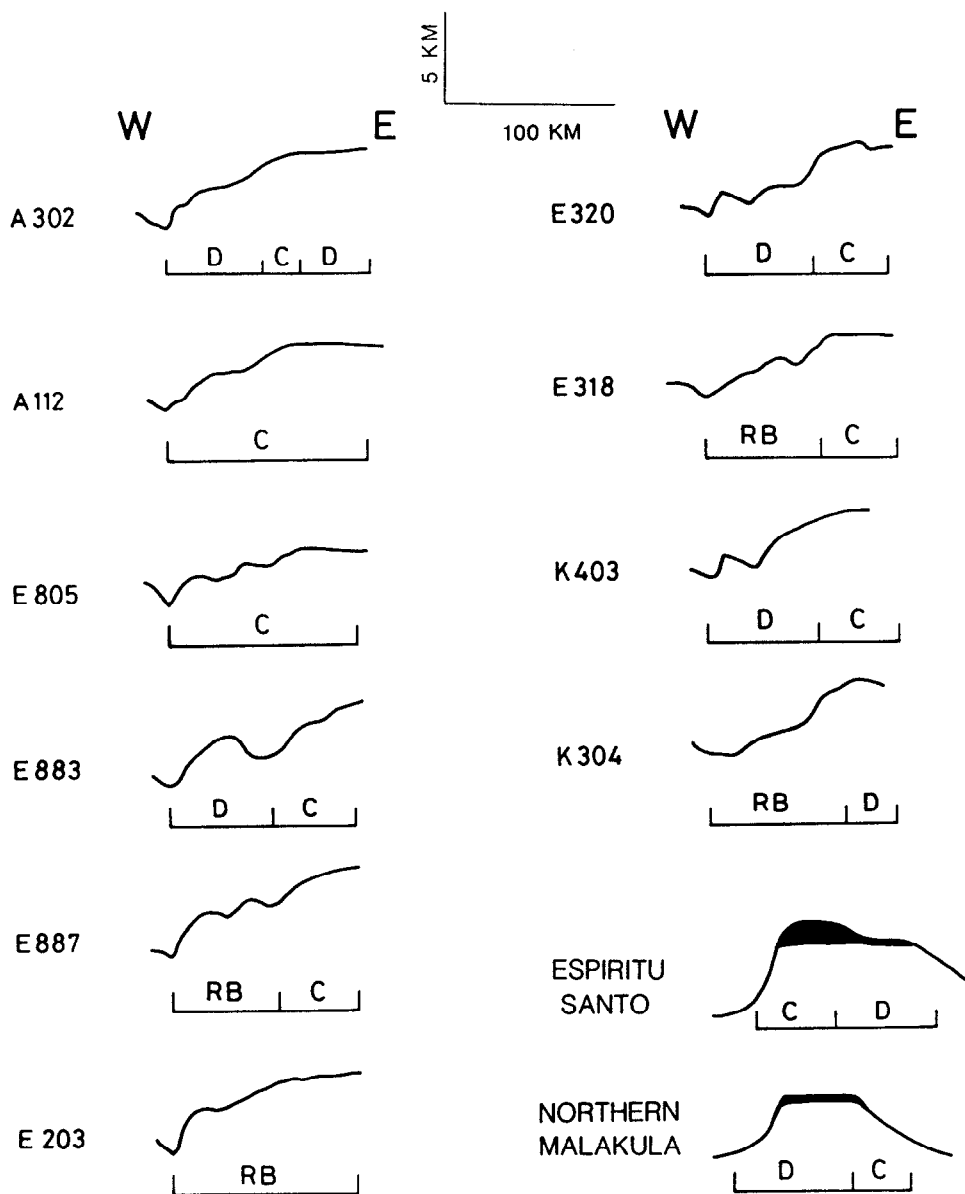 5 KM
100 KM
W E
A 302
D C D
A 112
C
E 805
C
E 883
D C
E 887
RB C
E 203
RB
W E
E 320
D C
E 318
RB C
K 403
D C
K 304
RB D
ESPIRITU
SANTO
C D
NORTHERN
MALAKULA
D C